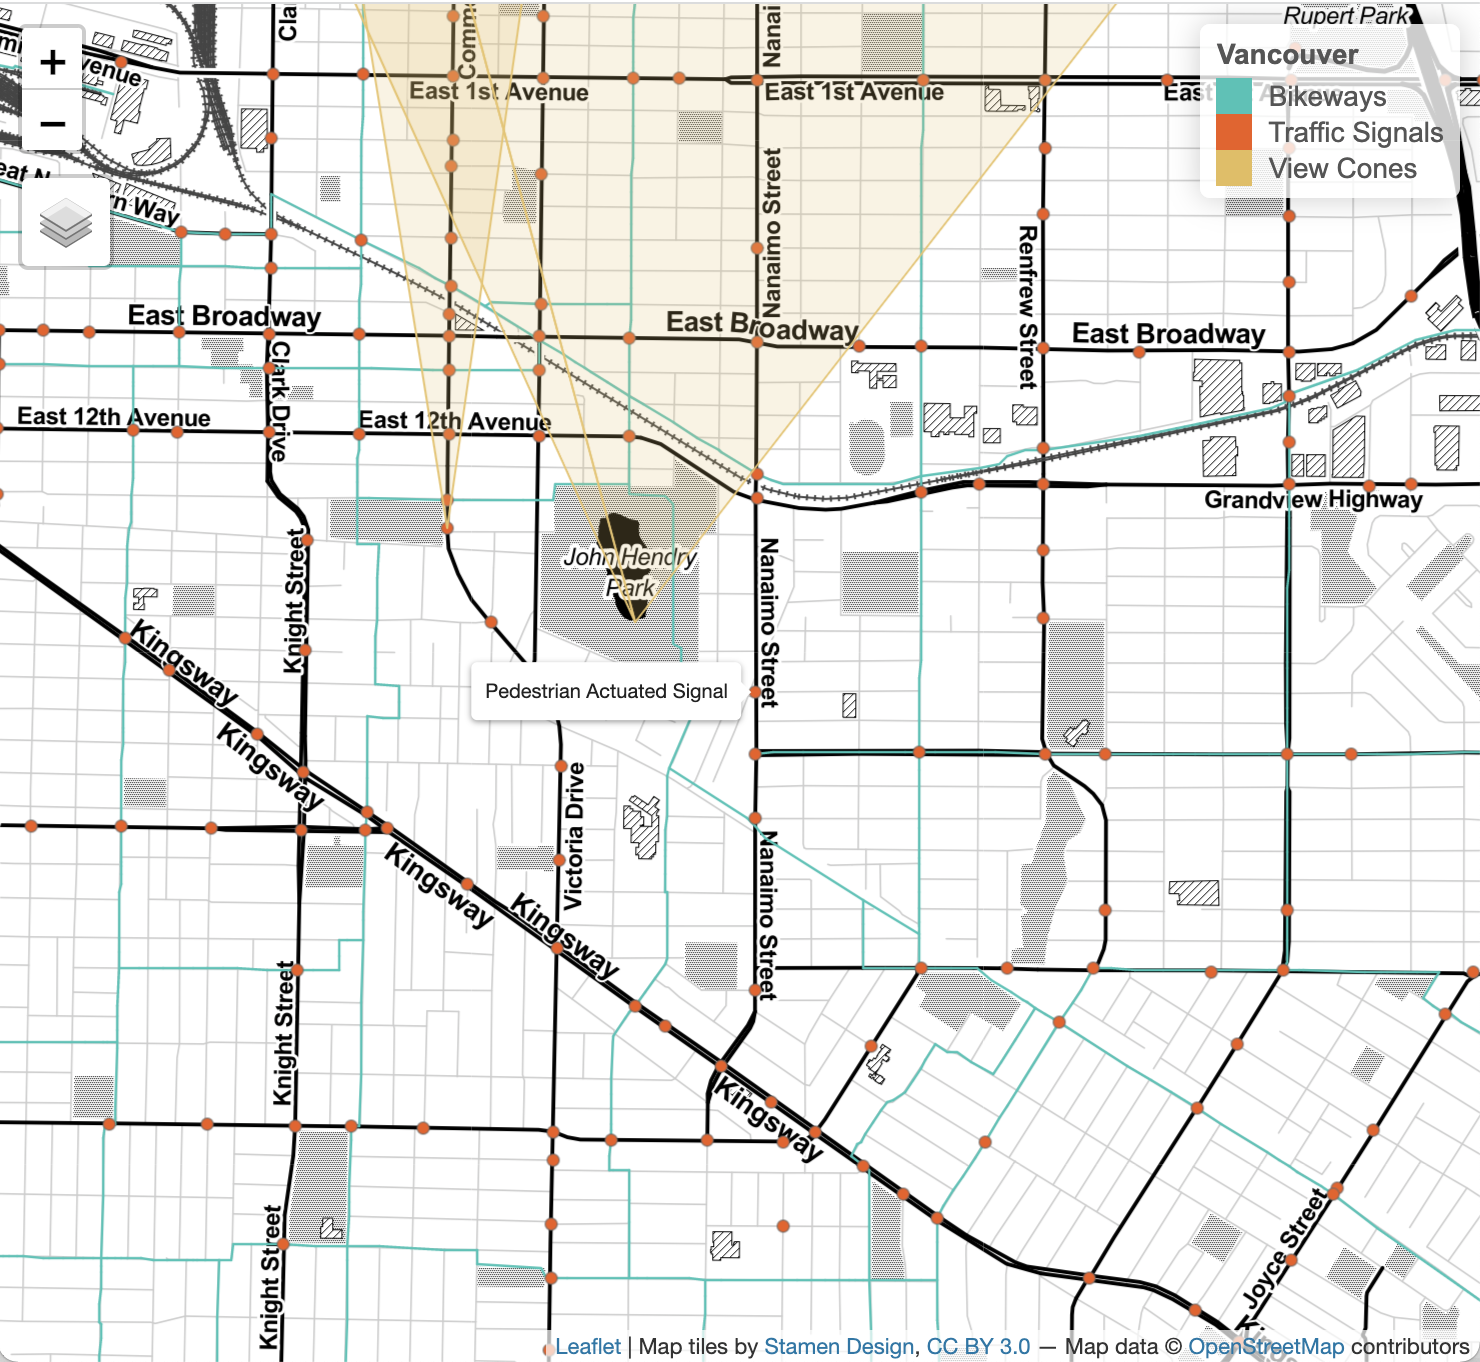 Rupert Park
Vancouver
Bikeways
Traffic Signals
View Cones
+
−
Cla
Comm
Nanai
venue
East 1st Avenue
East 1st Avenue
East
eat N
rn Way
Nanaimo Street
Renfrew Street
East Broadway
East Broadway
East Broadway
Clark Drive
East 12th Avenue
East 12th Avenue
Grandview Highway
John Hendry
Park
Knight Street
Nanaimo Street
Kingsway
Pedestrian Actuated Signal
Kingsway
Victoria Drive
Kingsway
Kingsway
Nanaimo Street
Knight Street
Kingsway
Knight Street
Joyce Street
Leaflet | Map tiles by Stamen Design, CC BY 3.0 — Map data © OpenStreetMap contributors